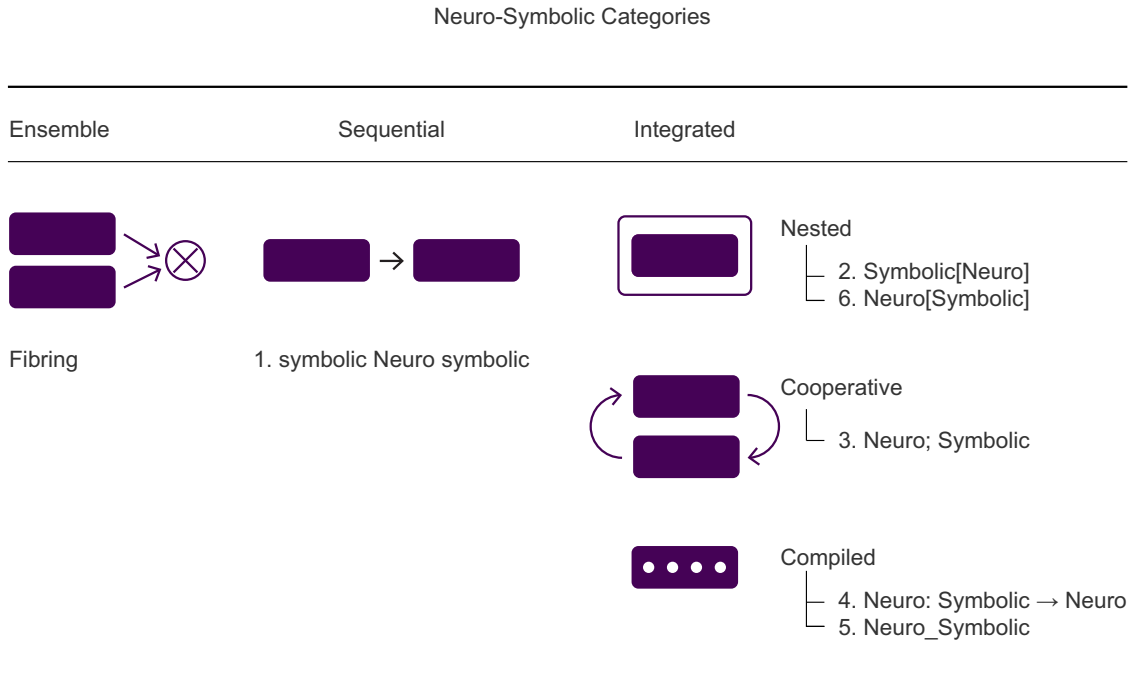 Neuro-Symbolic Categories
Ensemble
Sequential
Integrated
Fibring
1. symbolic Neuro symbolic
Nested
2. Symbolic[Neuro]
6. Neuro[Symbolic]
Cooperative
3. Neuro; Symbolic
Compiled
4. Neuro: Symbolic → Neuro
5. Neuro_Symbolic